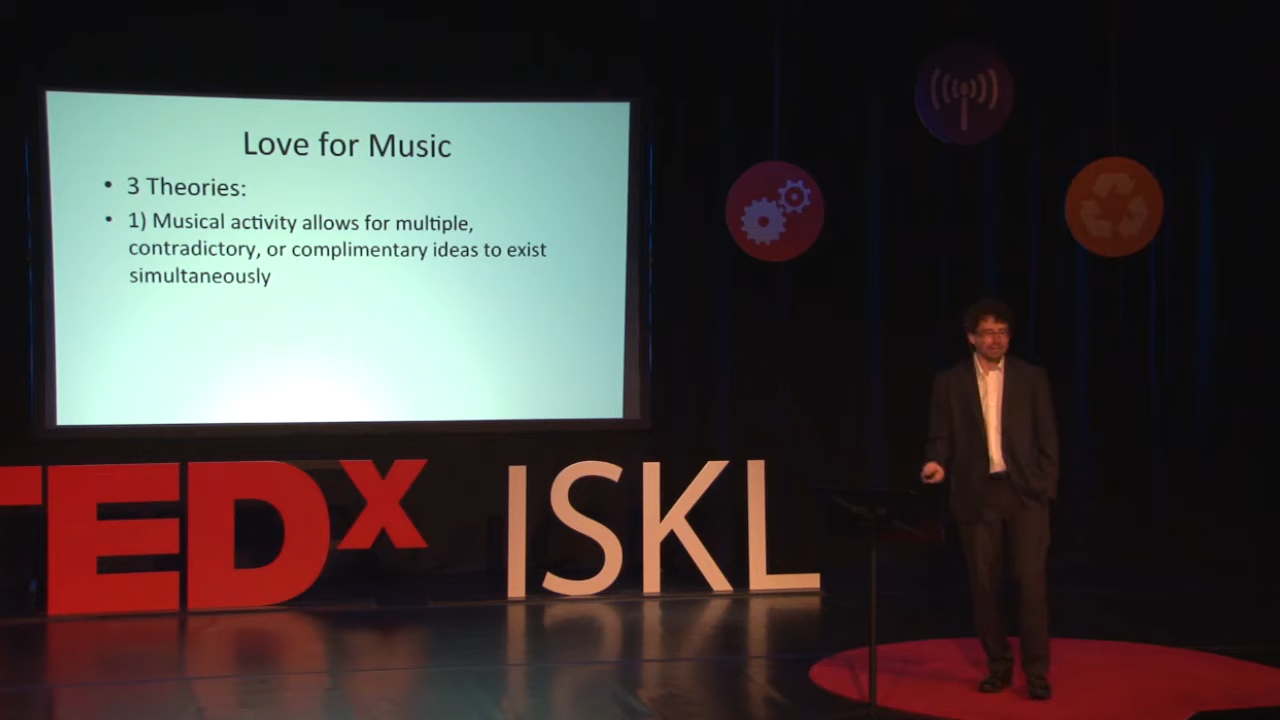 Love for Music
• 3 Theories:
• 1) Musical activity allows for multiple,
contradictory, or complimentary ideas to exist
simultaneously
TEDx ISKL